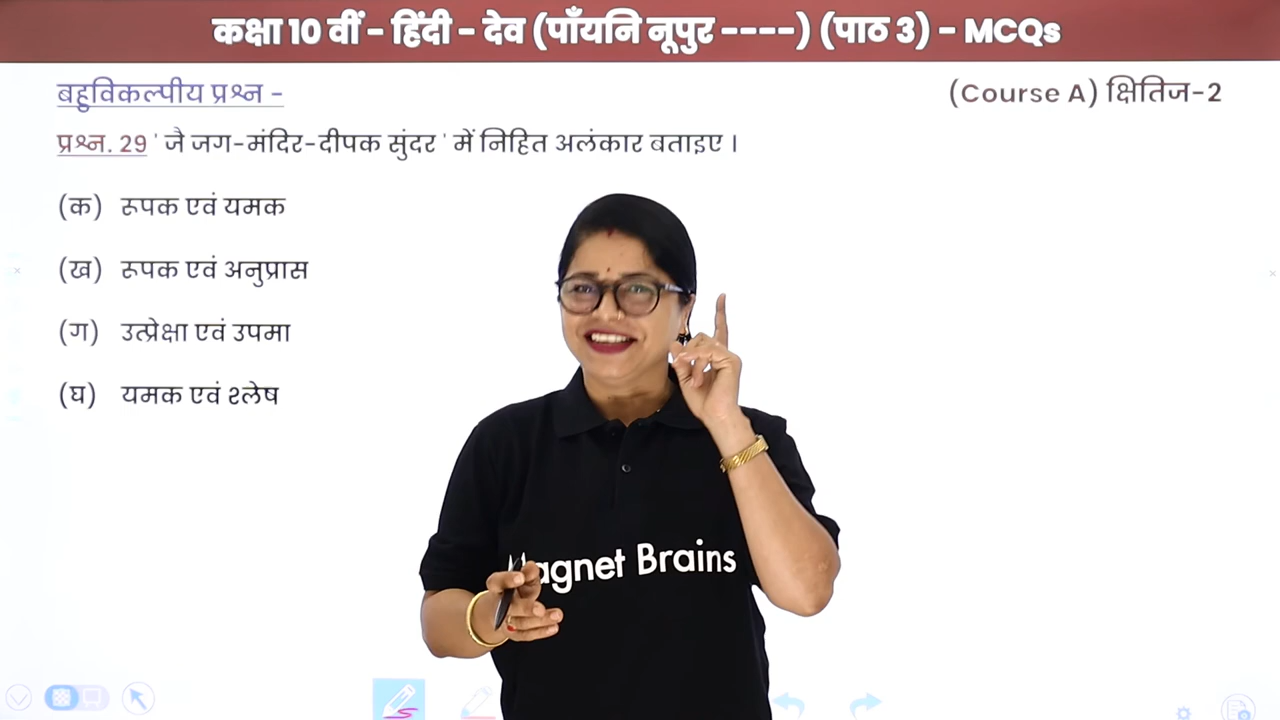 कक्षा 10 वीं - हिंदी - देव (पाँयनि नूपुर ----) (पाठ 3) - MCQs
बहुविकल्पीय प्रश्न -
(Course A) क्षितिज-2
प्रश्न. 29 ' जै जग-मंदिर-दीपक सुंदर ' में निहित अलंकार बताइए ।
(क) रूपक एवं यमक
(ख) रूपक एवं अनुप्रास
(ग) उत्प्रेक्षा एवं उपमा
(घ) यमक एवं श्लेष
Magnet Brains